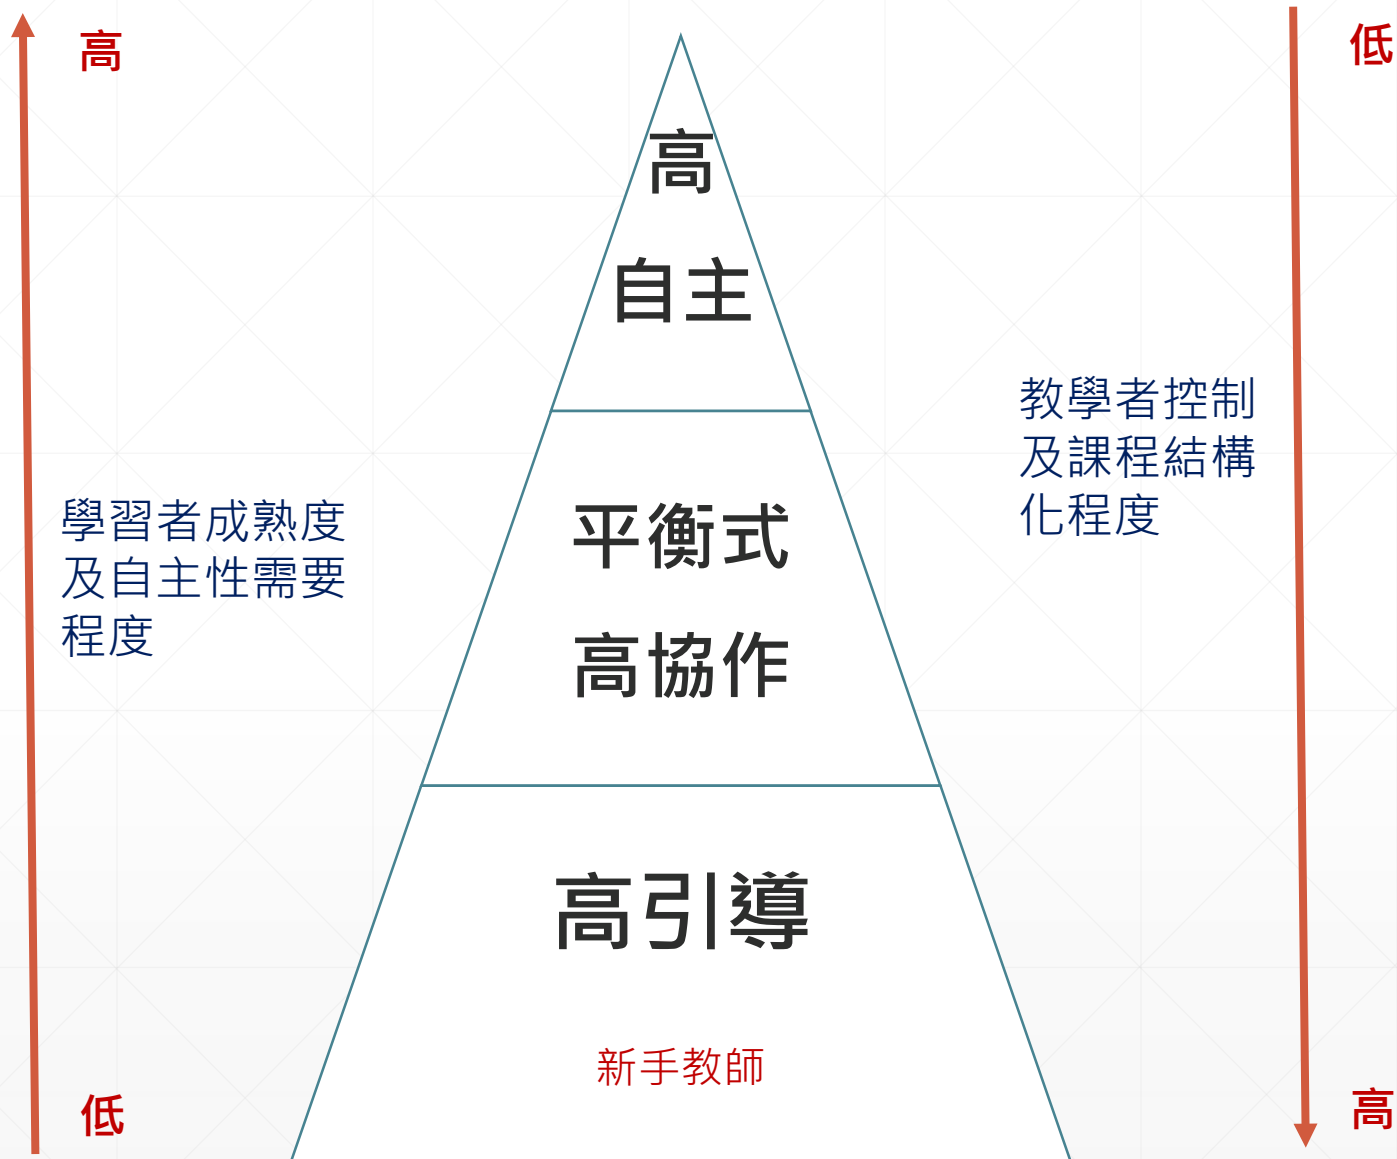 高
低
高
自主
教學者控制
及課程結構
化程度
學習者成熟度
及自主性需要
程度
平衡式
高協作
高引導
新手教師
低
高